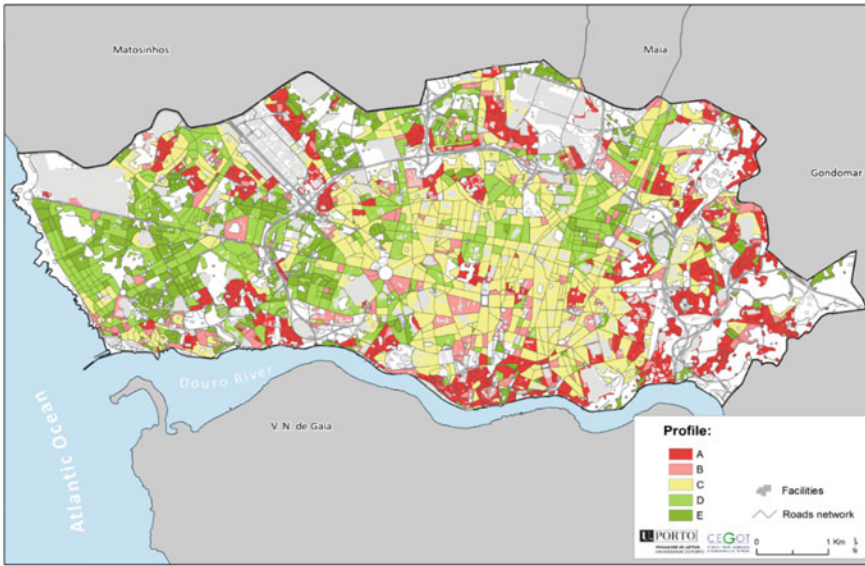 Matosinhos
Maia
Gondomar
Douro River
V. N. de Gaia
Atlantic Ocean
Profile:
A
B
C
D
E
Facilities
Roads network
U. PORTO
CEGOT
0 1 Km
N